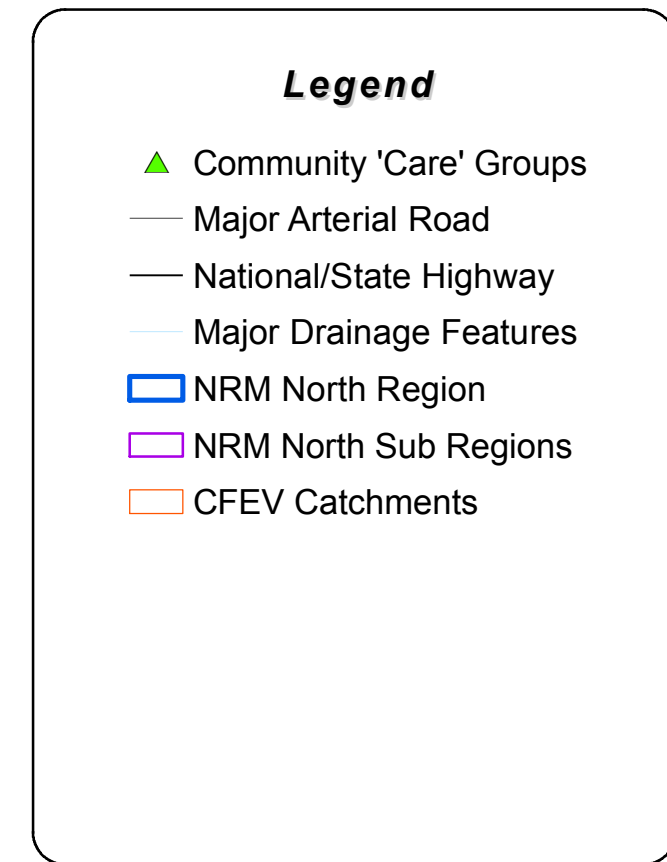 Legend
Community 'Care' Groups
Major Arterial Road
National/State Highway
Major Drainage Features
NRM North Region
NRM North Sub Regions
CFEV Catchments